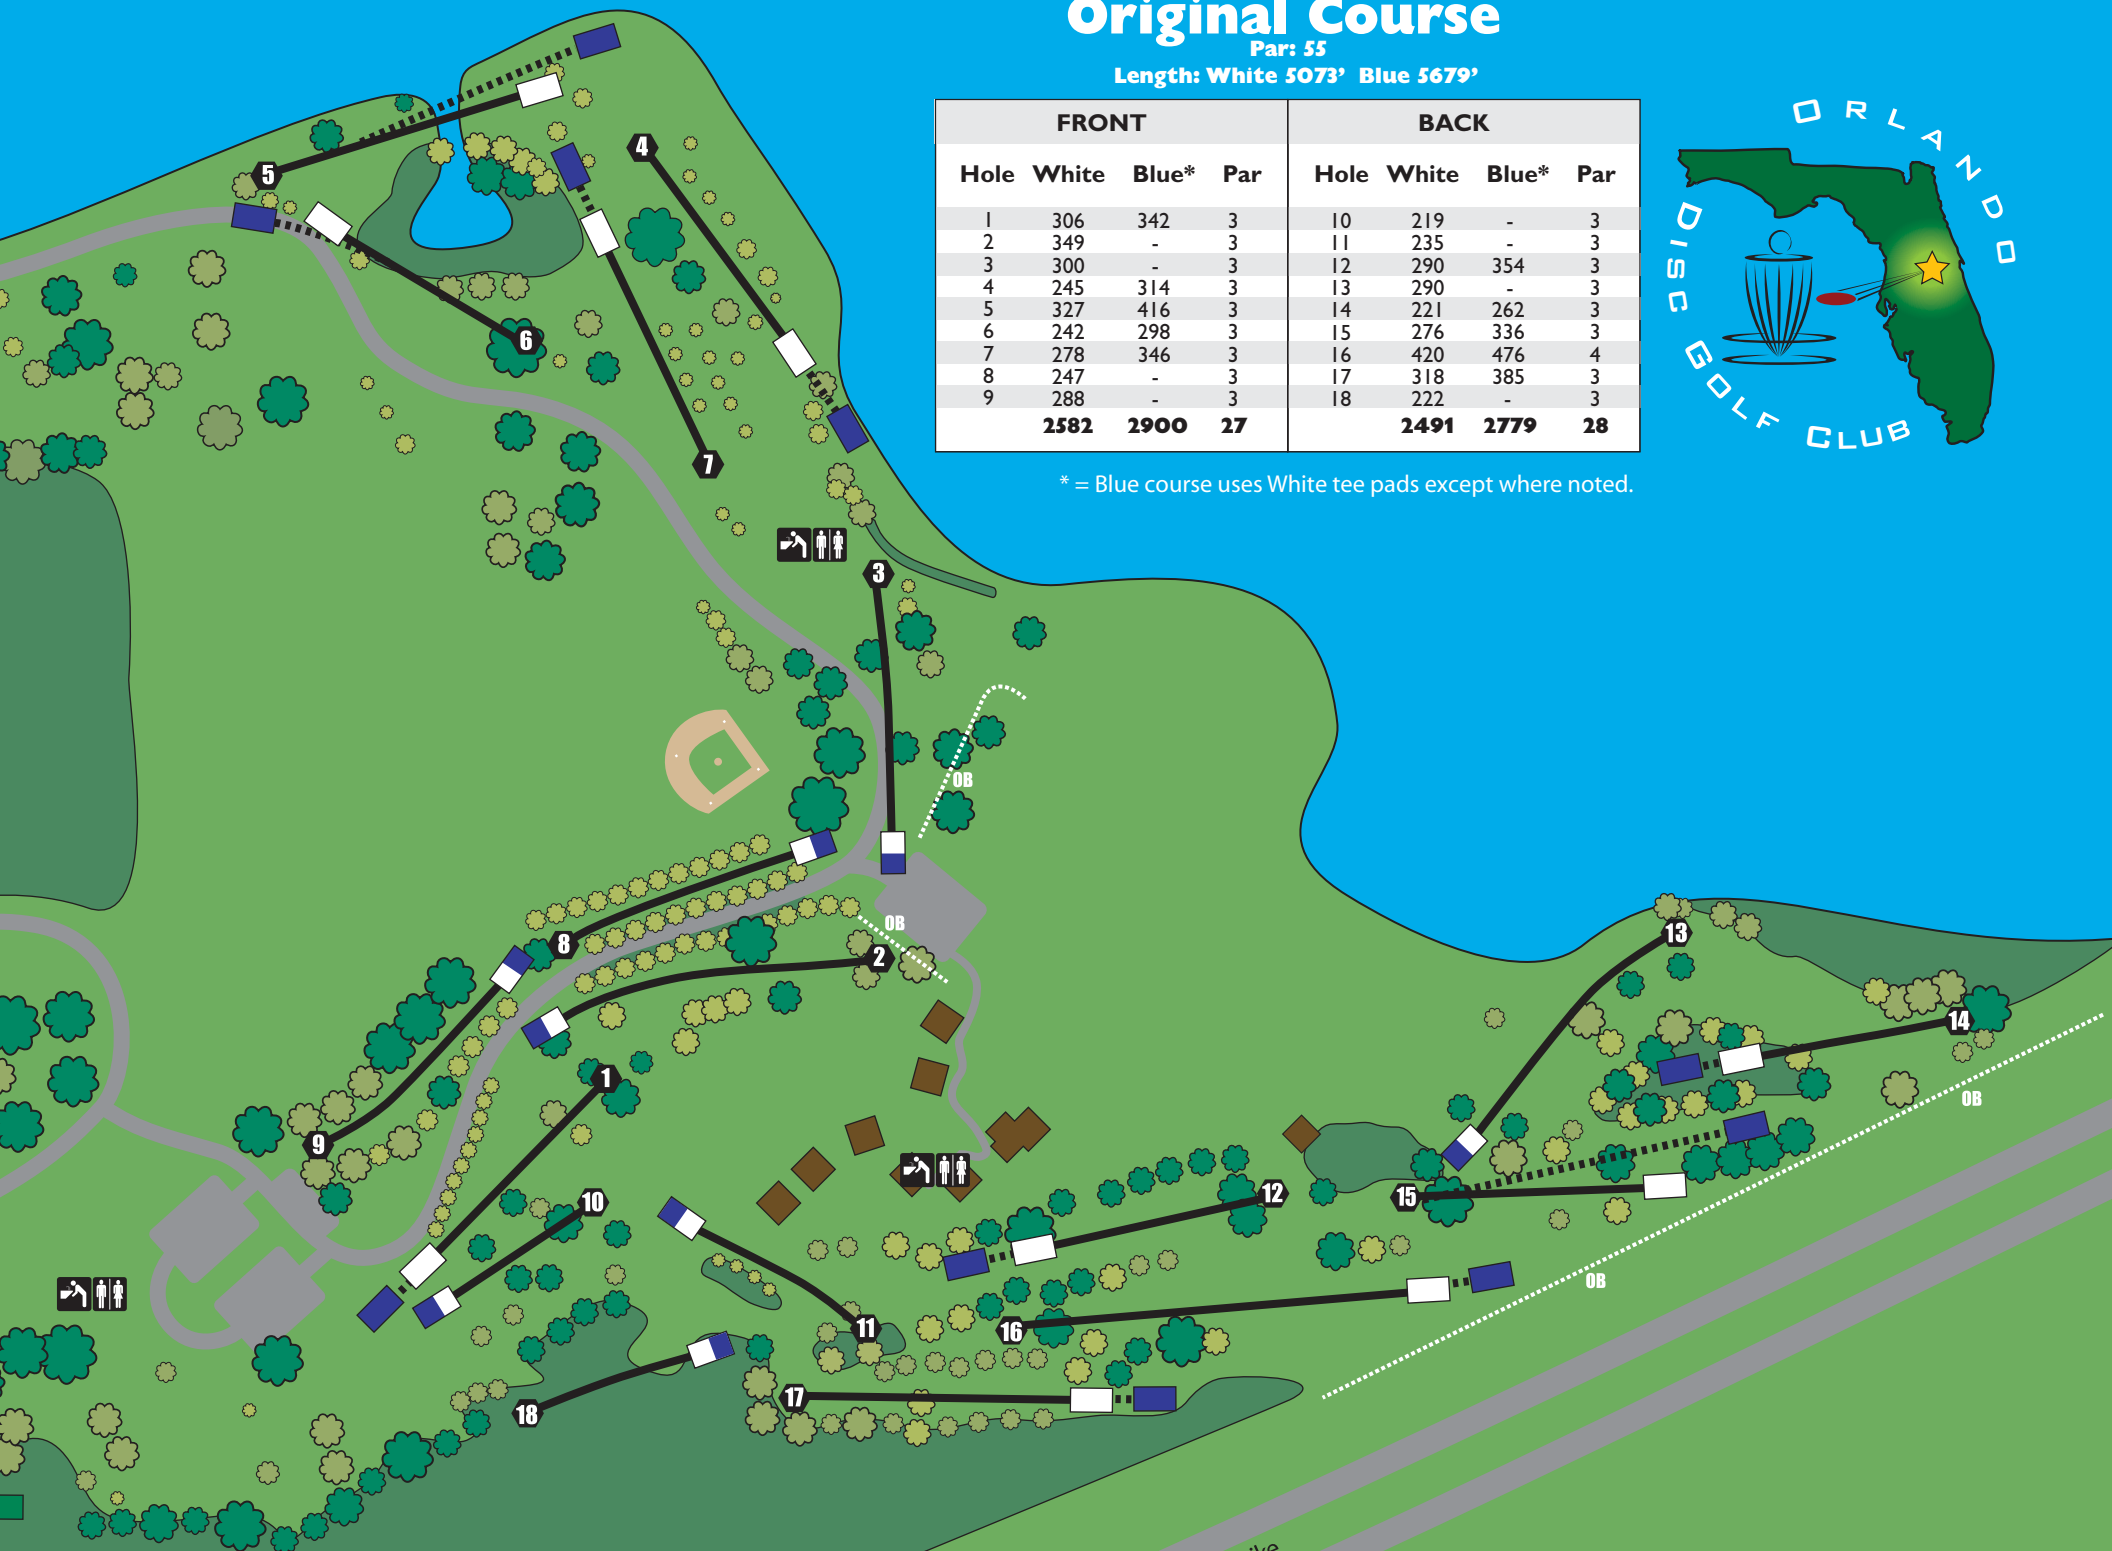 Original Course
Par: 55
Length: White 5073’ Blue 5679’
FRONT BACK
Hole White Blue* Par Hole White Blue* Par
1 306 342 3 10 219 - 3
2 349 - 3 11 235 - 3
3 300 - 3 12 290 354 3
4 245 314 3 13 290 - 3
5 327 416 3 14 221 262 3
6 242 298 3 15 276 336 3
7 278 346 3 16 420 476 4
8 247 - 3 17 318 385 3
9 288 - 3 18 222 - 3
2582 2900 27 2491 2779 28
* = Blue course uses White tee pads except where noted.
ORLANDO
DISC GOLF CLUB
4
5
6
7
3
OB
OB
8
2
13
14
1
OB
9
10
12
15
OB
11
16
17
18